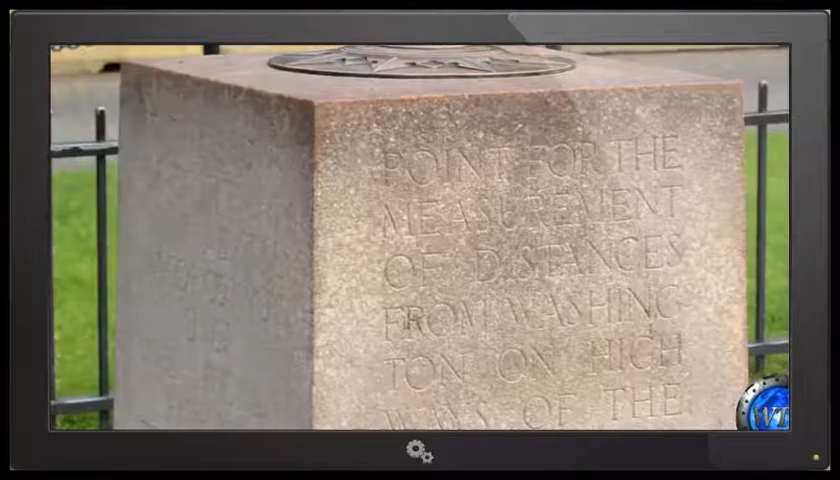 POINT FOR THE
MEASUREMENT
OF DISTANCES
FROM WASHING
TON ON HIGH
WAYS OF THE